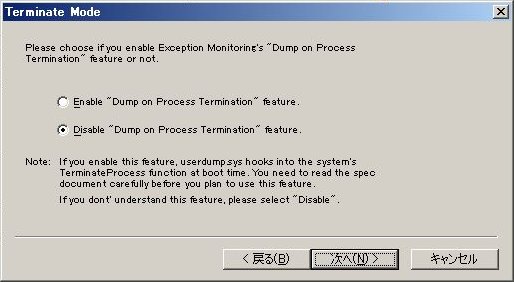 Terminate Mode
Please choose if you enable Exception Monitoring's "Dump on Process
Termination" feature or not.
Enable "Dump on Process Termination" feature.
Disable "Dump on Process Termination" feature.
Note: If you enable this feature, userdump.sys hooks into the system's
TerminateProcess function at boot time. You need to read the spec
document carefully before you plan to use this feature.
If you dont' understand this feature, please select "Disable".
< 戻る(B) 次へ(N) > キャンセル